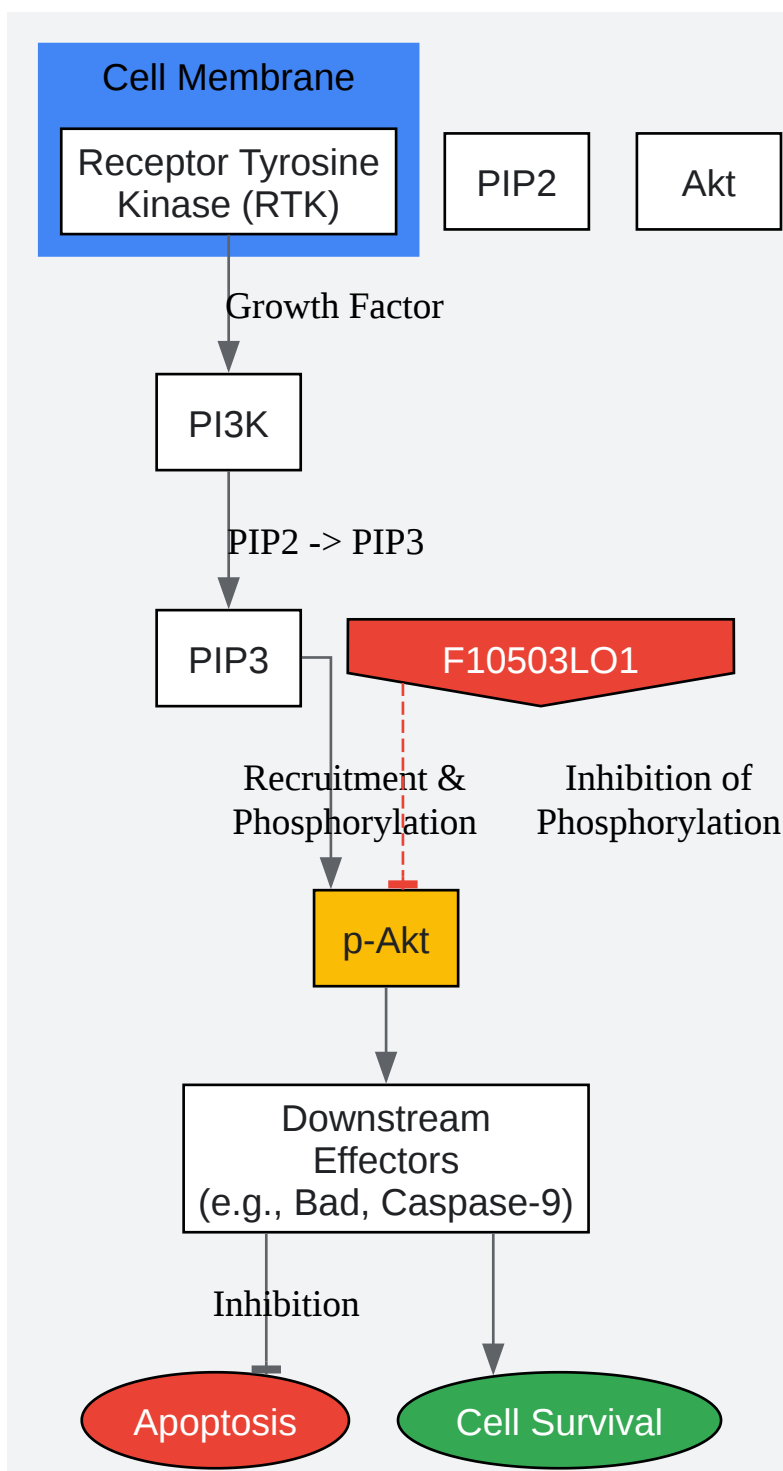 Cell Membrane
Receptor Tyrosine
Kinase (RTK)
PIP2
Akt
Growth Factor
PI3K
PIP2 -> PIP3
PIP3
F10503LO1
Recruitment &
Phosphorylation
Inhibition of
Phosphorylation
p-Akt
Downstream
Effectors
(e.g., Bad, Caspase-9)
Inhibition
Apoptosis
Cell Survival